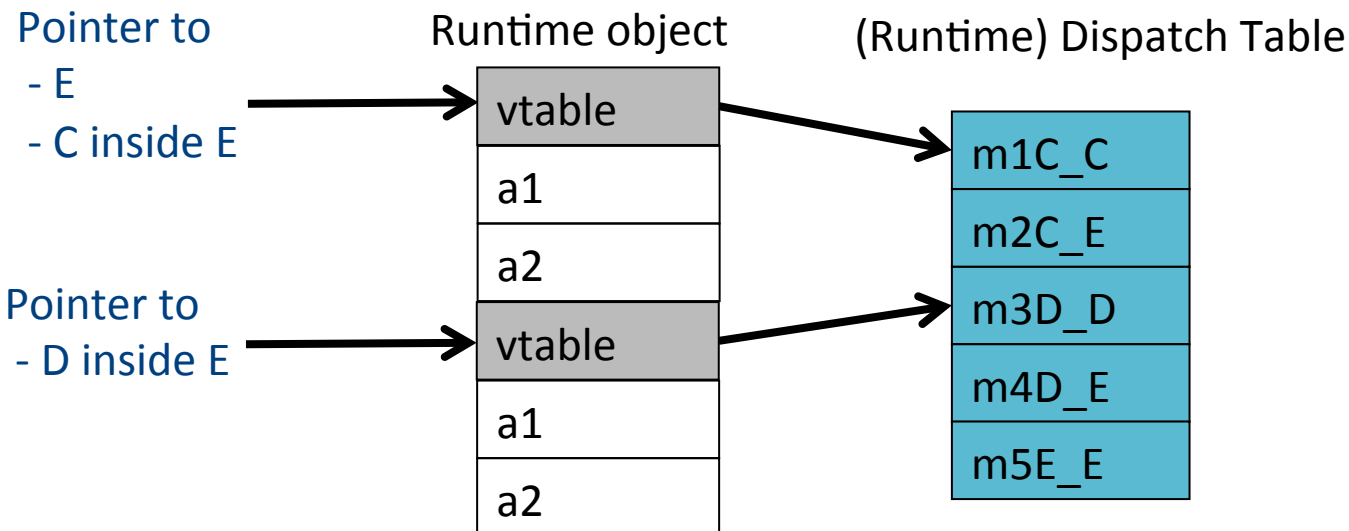 Pointer to
- E
- C inside E
Pointer to
- D inside E
Runtime object
vtable
a1
a2
vtable
a1
a2
(Runtime) Dispatch Table
m1C_C
m2C_E
m3D_D
m4D_E
m5E_E